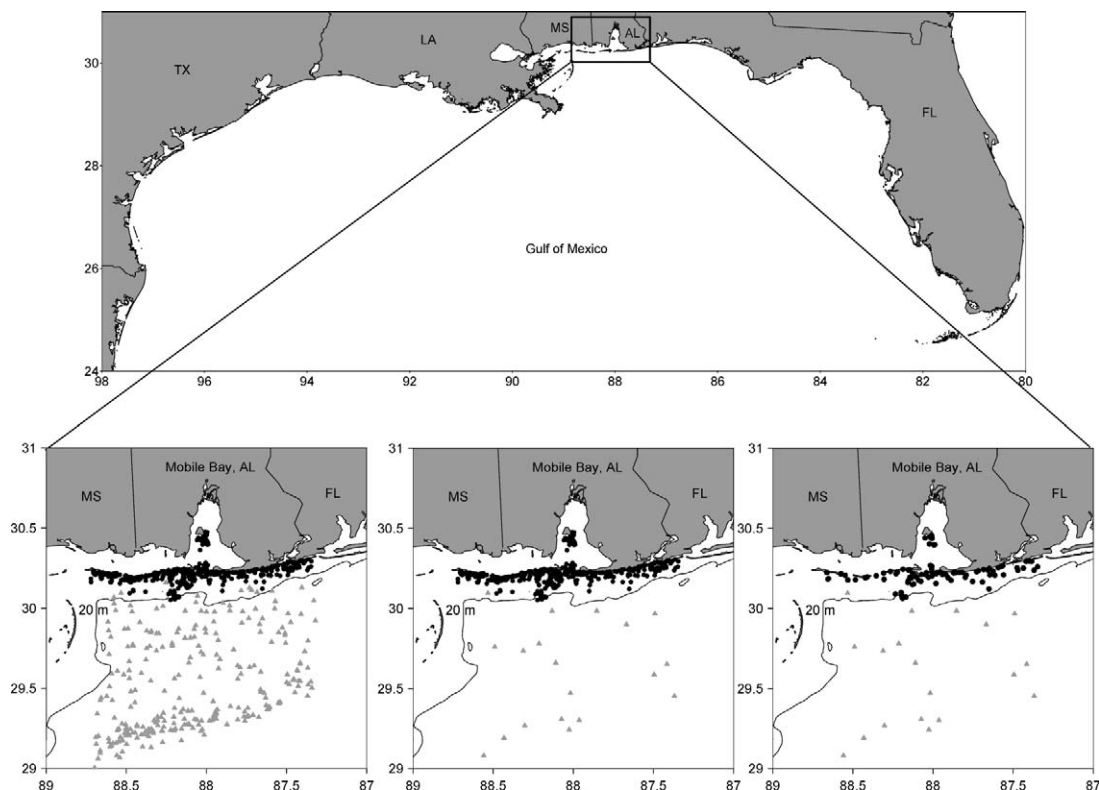 MS
AL
LA
TX
FL
30
28
26
24
Gulf of Mexico
98 96 94 92 90 88 86 84 82 80
31
30.5
30
29.5
29
Mobile Bay, AL
MS
FL
20 m
89 88.5 88 87.5 87
31
30.5
30
29.5
29
Mobile Bay, AL
MS
FL
20 m
89 88.5 88 87.5 87
31
30.5
30
29.5
29
Mobile Bay, AL
MS
FL
20 m
89 88.5 88 87.5 87